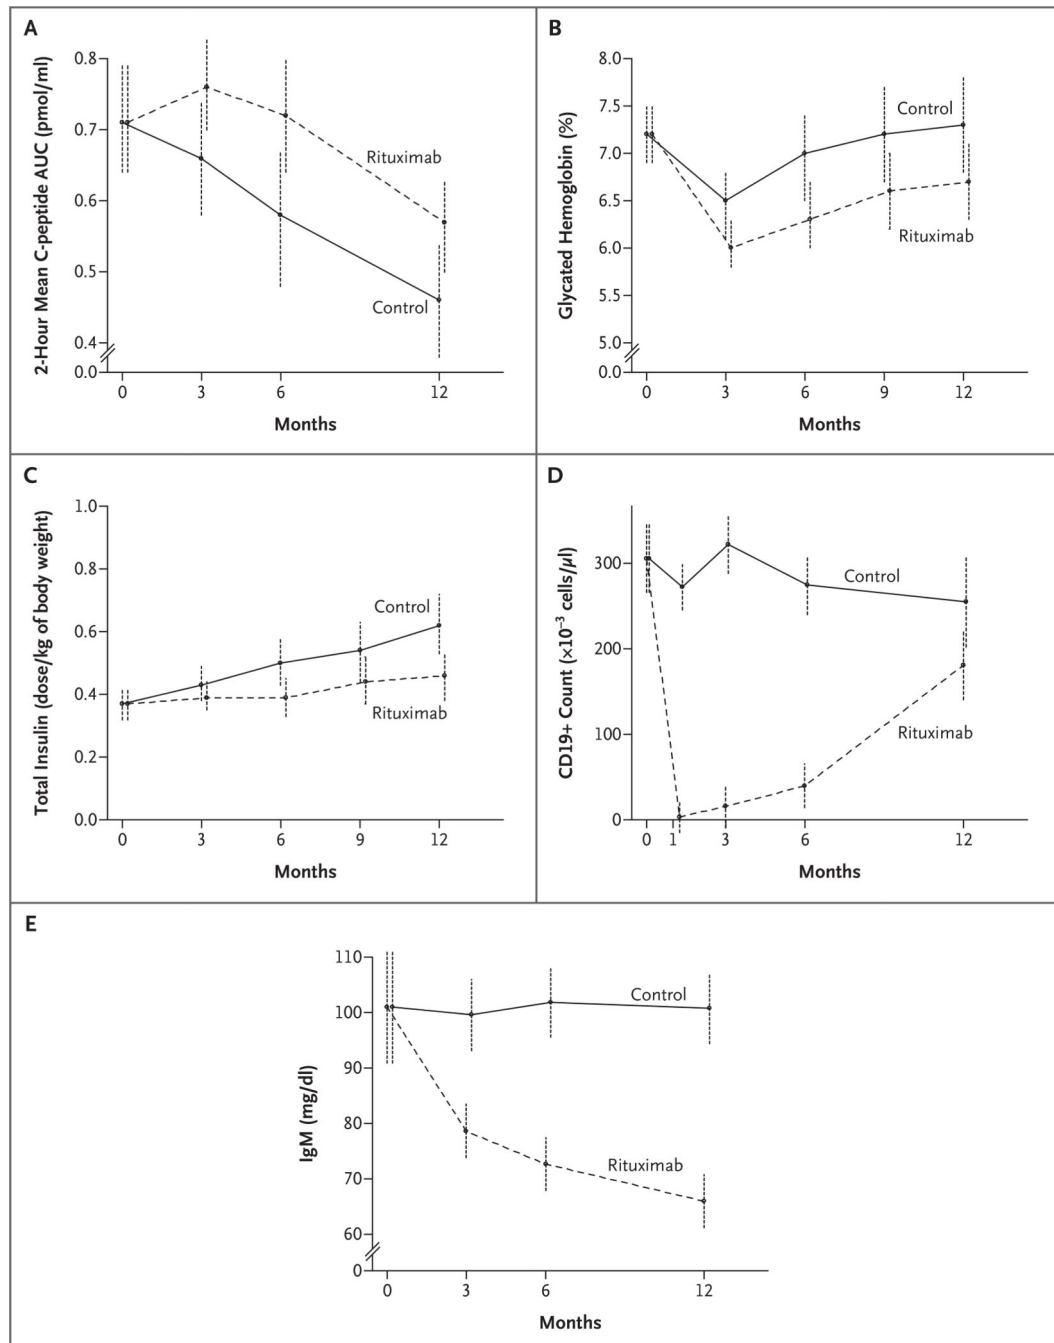 A
2-Hour Mean C-peptide AUC (pmol/ml)
0.8
0.7
0.6
0.5
0.4
0.0
Rituximab
Control
0 3 6 12
Months
B
Glycated Hemoglobin (%)
8.0
7.5
7.0
6.5
6.0
5.5
5.0
0.0
Control
Rituximab
0 3 6 9 12
Months
C
Total Insulin (dose/kg of body weight)
1.0
0.8
0.6
0.4
0.2
0.0
Control
Rituximab
0 3 6 9 12
Months
D
CD19+ Count (×10⁻³ cells/μl)
300
200
100
0
Control
Rituximab
0 1 3 6 12
Months
E
IgM (mg/dl)
110
100
90
80
70
60
0
Control
Rituximab
0 3 6 12
Months